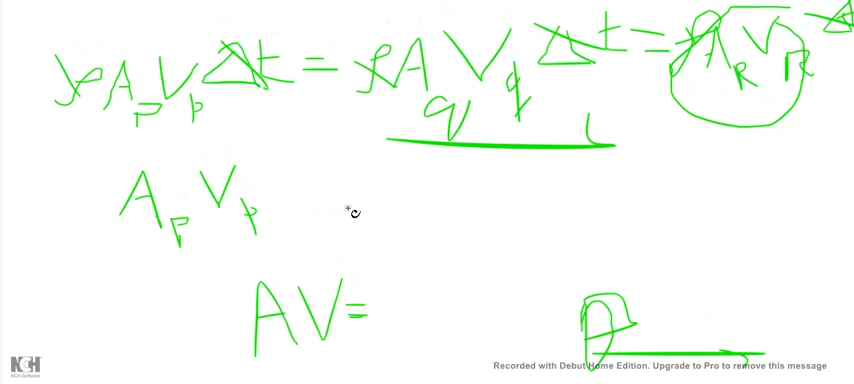 ρA_P V_P Δt = ρA_q V_q Δt = ρA_R V_R Δ
A_P V_P
AV=
NCH
NCH Software
Recorded with Debut Home Edition. Upgrade to Pro to remove this message